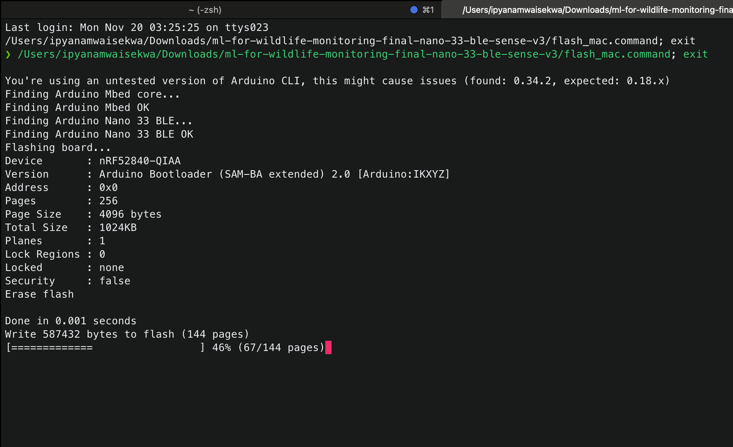 ~ (-zsh)
⌘1
/Users/ipyanamwaisekwa/Downloads/ml-for-wildlife-monitoring-fina
Last login: Mon Nov 20 03:25:25 on ttys023
/Users/ipyanamwaisekwa/Downloads/ml-for-wildlife-monitoring-final-nano-33-ble-sense-v3/flash_mac.command; exit
❯ /Users/ipyanamwaisekwa/Downloads/ml-for-wildlife-monitoring-final-nano-33-ble-sense-v3/flash_mac.command; exit
You're using an untested version of Arduino CLI, this might cause issues (found: 0.34.2, expected: 0.18.x)
Finding Arduino Mbed core...
Finding Arduino Mbed OK
Finding Arduino Nano 33 BLE...
Finding Arduino Nano 33 BLE OK
Flashing board...
Device       : nRF52840-QIAA
Version      : Arduino Bootloader (SAM-BA extended) 2.0 [Arduino:IKXYZ]
Address      : 0x0
Pages        : 256
Page Size    : 4096 bytes
Total Size   : 1024KB
Planes       : 1
Lock Regions : 0
Locked       : none
Security     : false
Erase flash
Done in 0.001 seconds
Write 587432 bytes to flash (144 pages)
[=============                 ] 46% (67/144 pages)